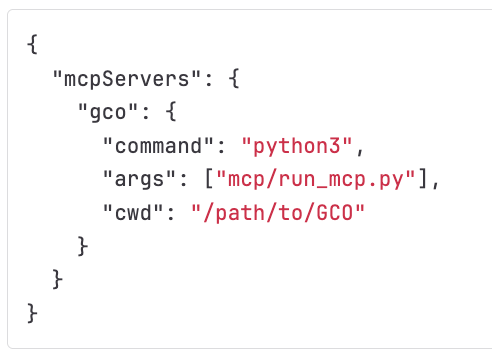 {
  "mcpServers": {
    "gco": {
      "command": "python3",
      "args": ["mcp/run_mcp.py"],
      "cwd": "/path/to/GCO"
    }
  }
}